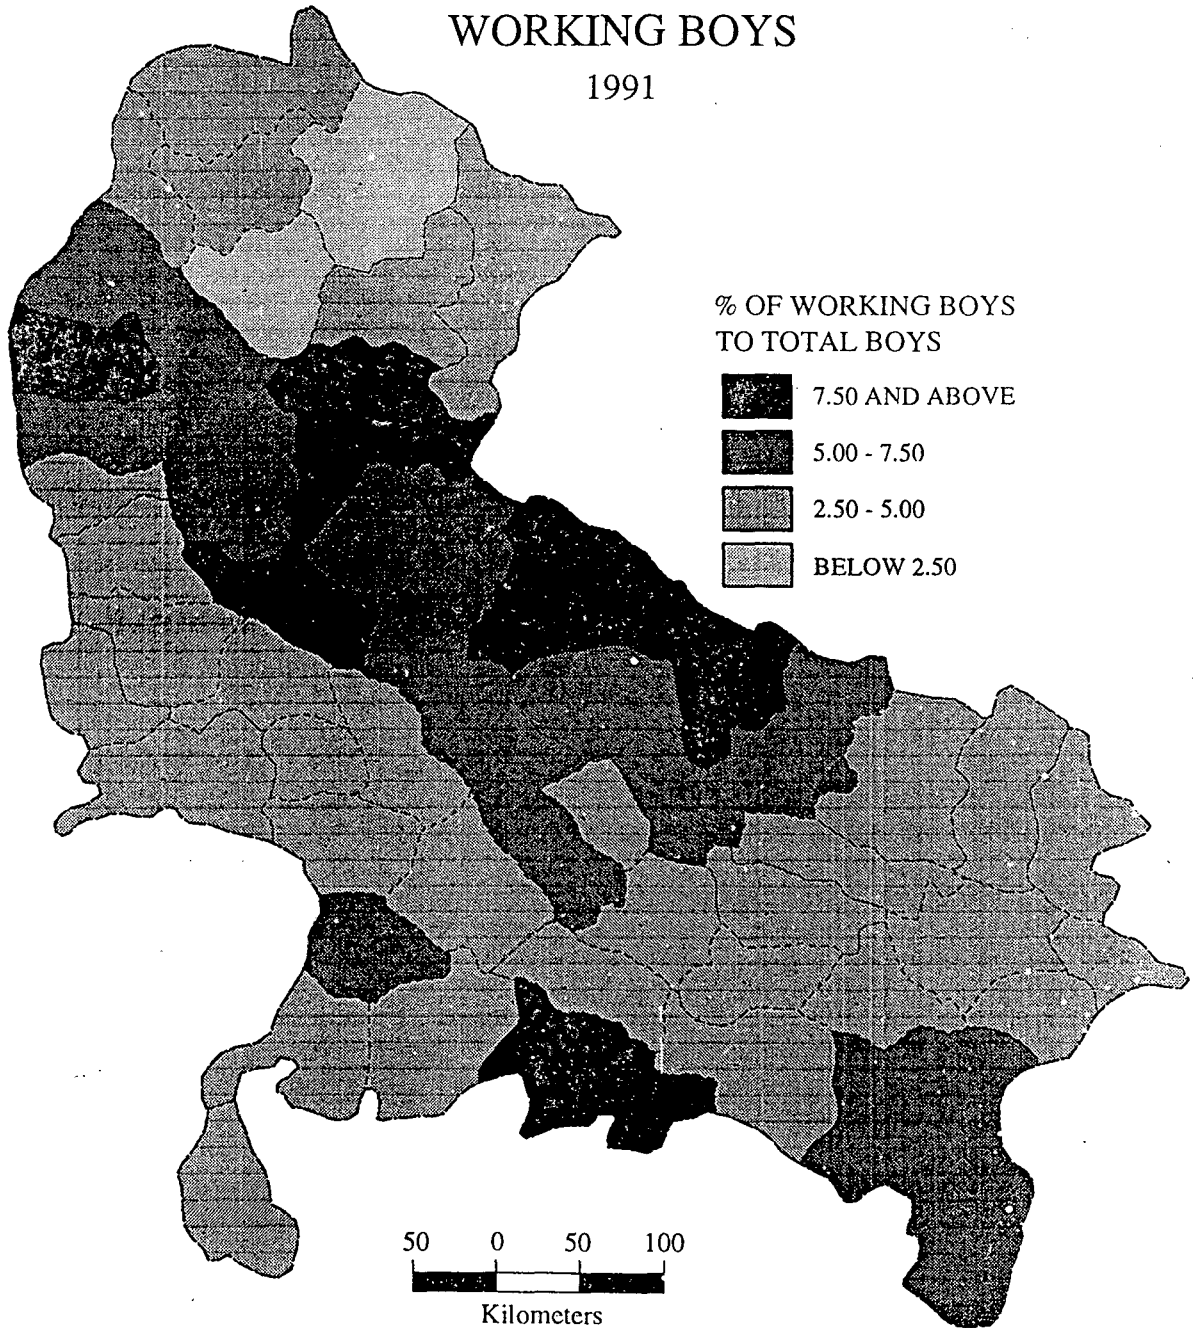 WORKING BOYS
1991
% OF WORKING BOYS
TO TOTAL BOYS
7.50 AND ABOVE
5.00 - 7.50
2.50 - 5.00
BELOW 2.50
50 0 50 100
Kilometers